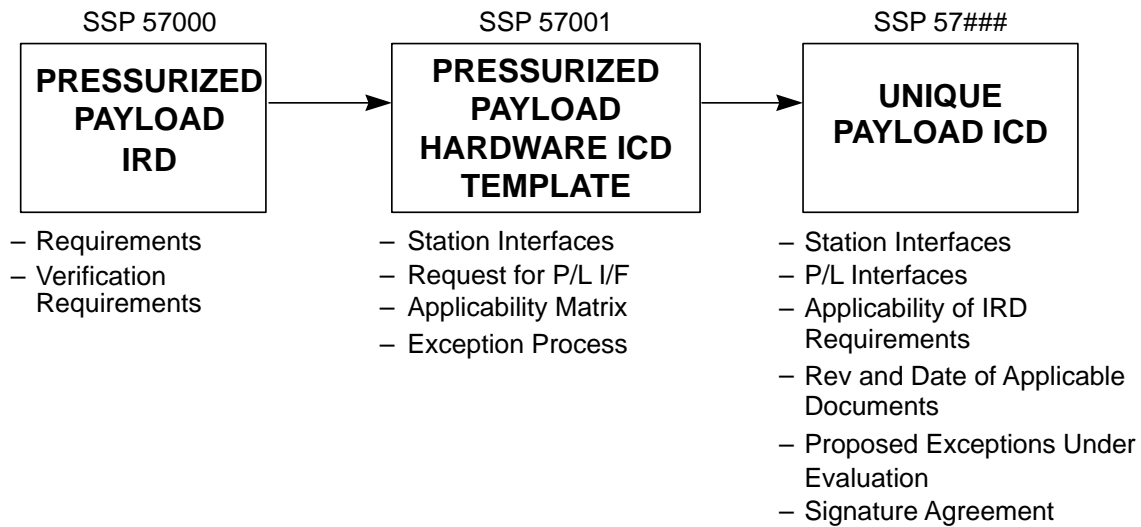 SSP 57000
PRESSURIZED
PAYLOAD
IRD
– Requirements
– Verification
Requirements
SSP 57001
PRESSURIZED
PAYLOAD
HARDWARE ICD
TEMPLATE
– Station Interfaces
– Request for P/L I/F
– Applicability Matrix
– Exception Process
SSP 57###
UNIQUE
PAYLOAD ICD
– Station Interfaces
– P/L Interfaces
– Applicability of IRD
Requirements
– Rev and Date of Applicable
Documents
– Proposed Exceptions Under
Evaluation
– Signature Agreement